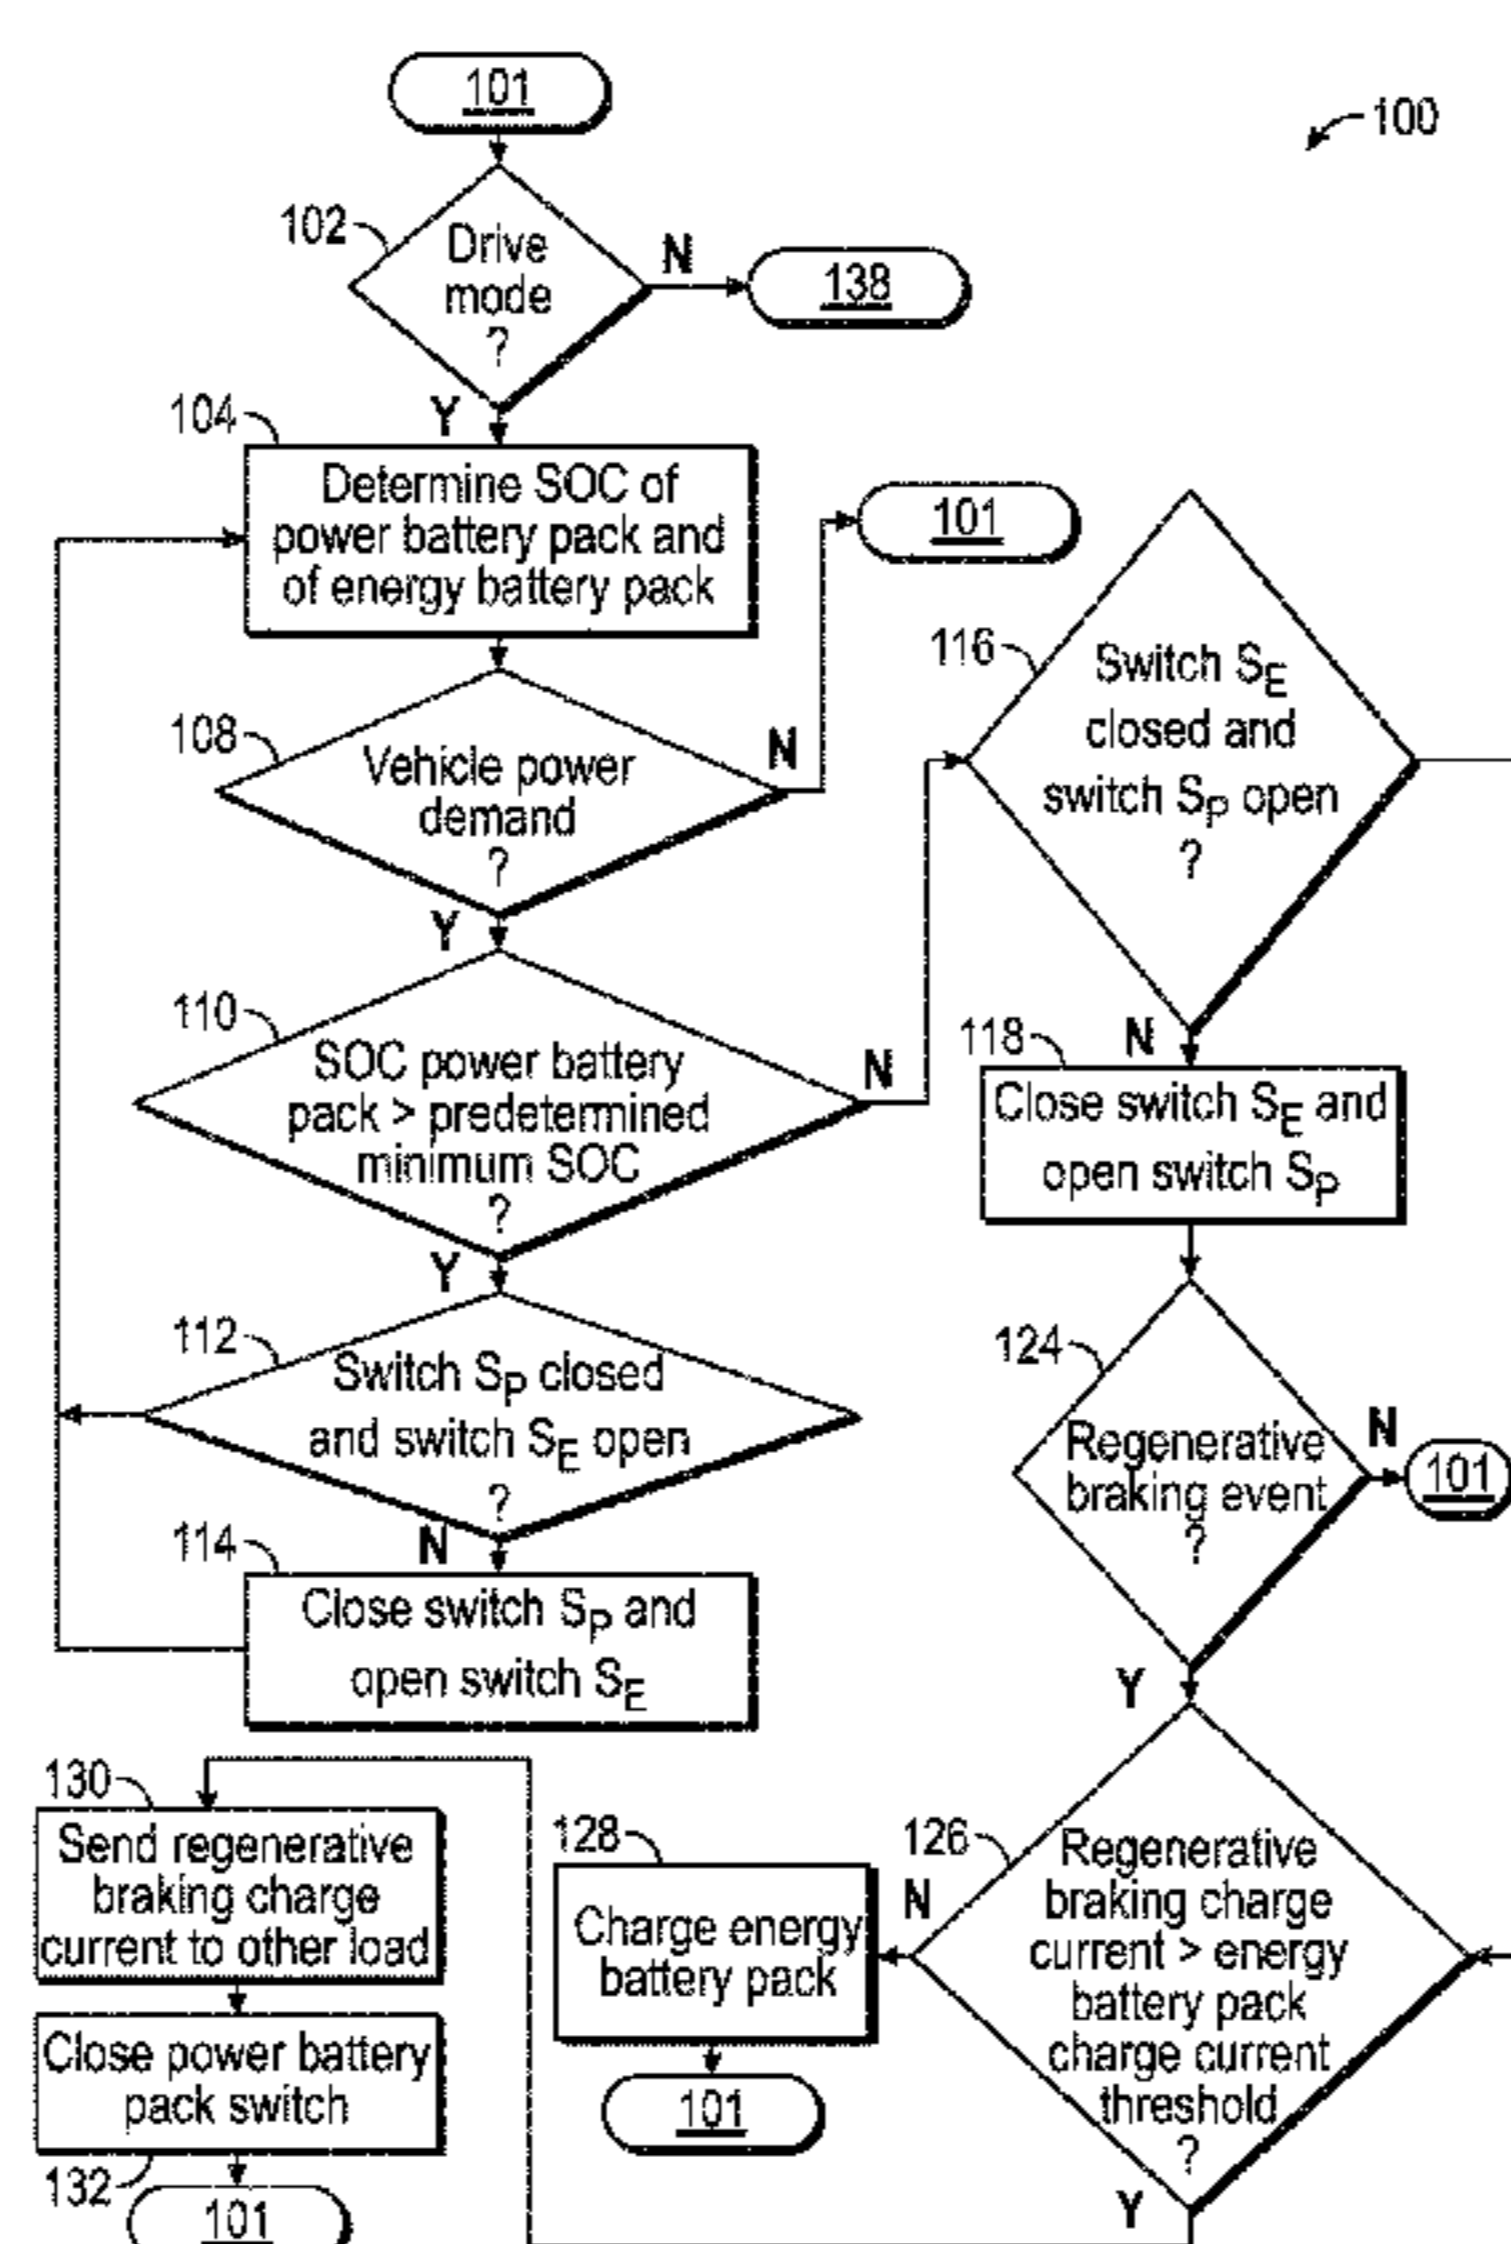 101
100
102
Drive
mode
?
N
138
Y
104
Determine SOC of
power battery pack and
of energy battery pack
101
108
Vehicle power
demand
?
N
Y
110
SOC power battery
pack > predetermined
minimum SOC
?
N
Y
112
Switch SP closed
and switch SE open
?
N
114
Close switch SP and
open switch SE
116
Switch SE
closed and
switch SP open
?
N
118
Close switch SE and
open switch SP
124
Regenerative
braking event
?
N
101
Y
126
Regenerative
braking charge
current > energy
battery pack
charge current
threshold
?
N
Y
128
Charge energy
battery pack
101
130
Send regenerative
braking charge
current to other load
Close power battery
pack switch
132
101